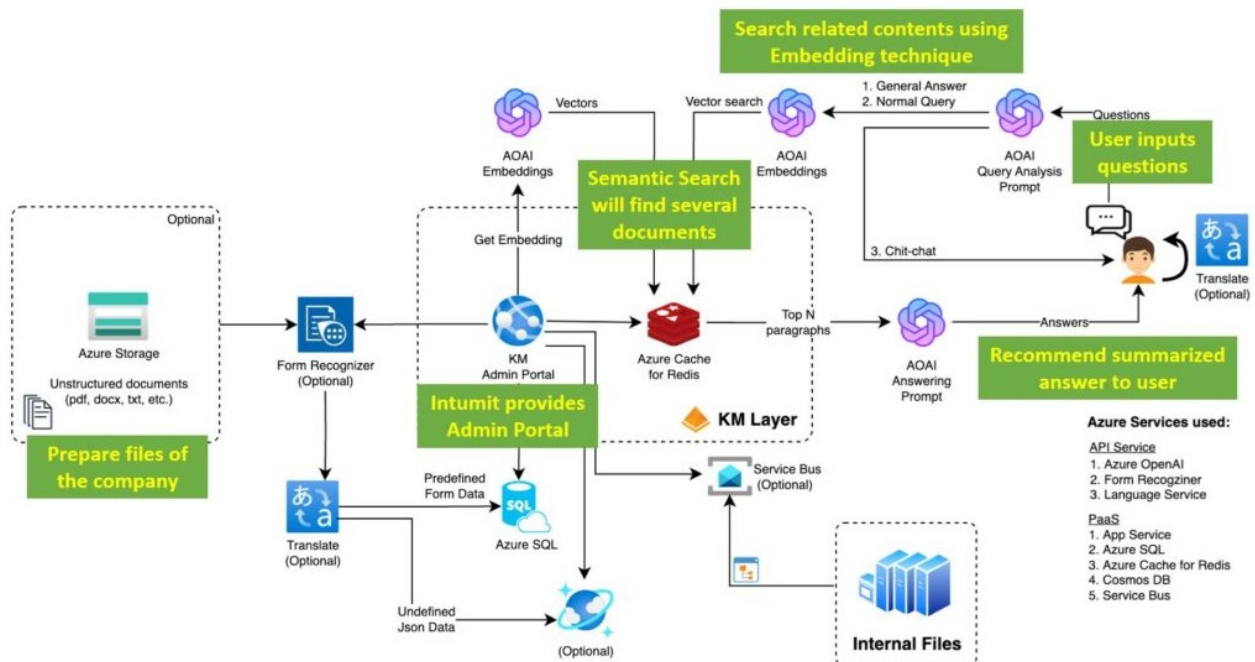 Search related contents using
Embedding technique
1. General Answer
2. Normal Query
Vectors
Vector search
Questions
AOAI
Embeddings
AOAI
Embeddings
AOAI
Query Analysis
Prompt
User inputs
questions
Optional
Semantic Search
will find several
documents
Get Embedding
3. Chit-chat
あ
a
Translate
(Optional)
Azure Storage
Unstructured documents
(pdf, docx, txt, etc.)
Prepare files of
the company
Form Recognizer
(Optional)
KM
Admin Portal
Intumit provides
Admin Portal
Azure Cache
for Redis
KM Layer
Top N
paragraphs
AOAI
Answering
Prompt
Answers
Recommend summarized
answer to user
Azure Services used:
API Service
1. Azure OpenAI
2. Form Recogziner
3. Language Service
PaaS
1. App Service
2. Azure SQL
3. Azure Cache for Redis
4. Cosmos DB
5. Service Bus
あ
a
Translate
(Optional)
Predefined
Form Data
SQL
Azure SQL
Service Bus
(Optional)
Undefined
Json Data
(Optional)
Internal Files